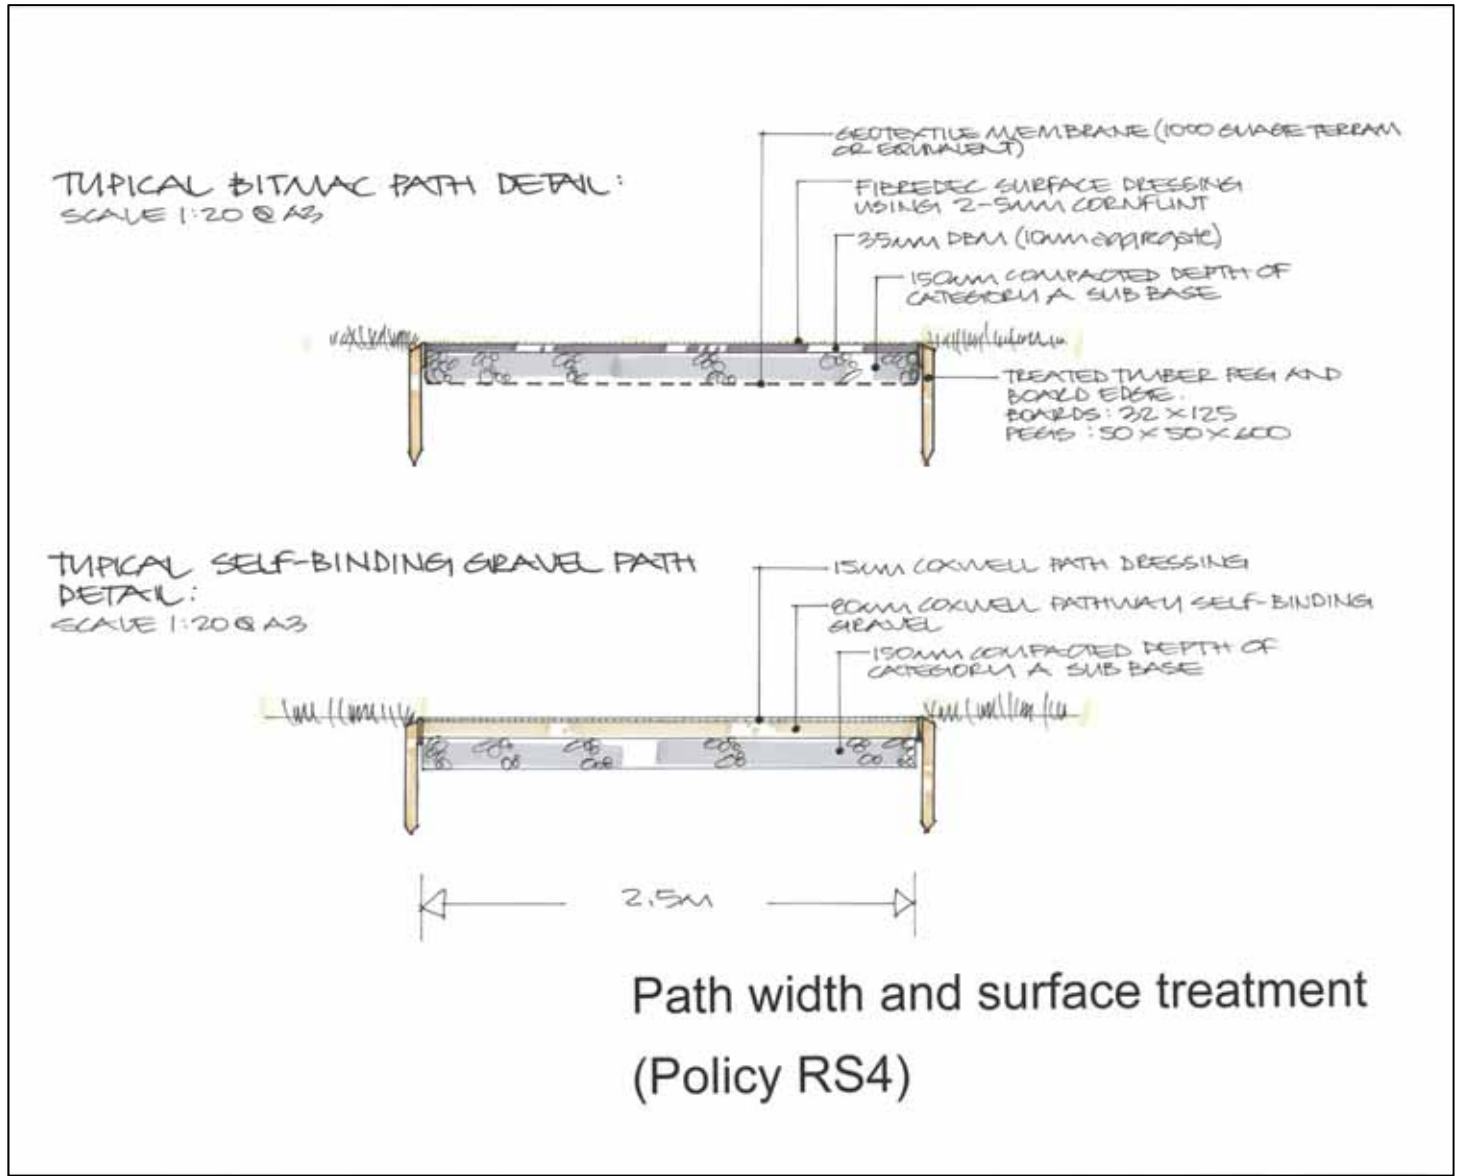 TYPICAL BITMAC PATH DETAIL:
SCALE 1:20 @ A3
GEOTEXTILE MEMBRANE (1000 GUAGE TERRAM
OR EQUIVALENT)
FIBREDEC SURFACE DRESSING
USING 2-5MM CORNFLINT
35mm DBM (10mm aggregate)
150mm COMPACTED DEPTH OF
CATEGORY A SUB BASE
TREATED TIMBER PEG AND
BOARD EDGE.
BOARDS: 32 x 125
PEGS: 50 x 50 x 600
TYPICAL SELF-BINDING GRAVEL PATH
DETAIL:
SCALE 1:20 @ A3
15mm COXWELL PATH DRESSING
80mm COXWELL PATHWAY SELF-BINDING
GRAVEL
150mm COMPACTED DEPTH OF
CATEGORY A SUB BASE
2.5M
Path width and surface treatment
(Policy RS4)